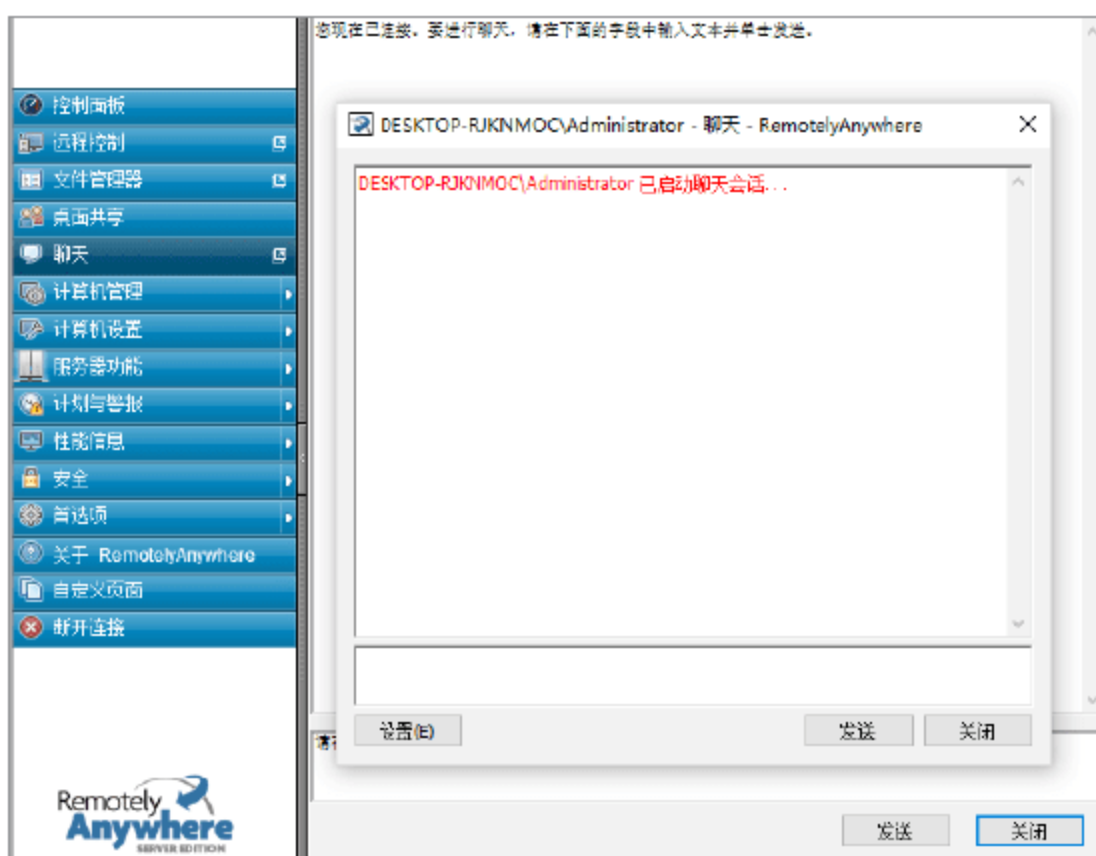 您现在已连接。要进行聊天，请在下面的字段中输入文本并单击发送。
控制面板
远程控制
文件管理器
桌面共享
聊天
计算机管理
计算机设置
服务器功能
计划与警报
性能信息
安全
首选项
关于 RemotelyAnywhere
自定义页面
断开连接
Remotely
Anywhere
SERVER EDITION
DESKTOP-RJKNMOC\Administrator - 聊天 - RemotelyAnywhere
DESKTOP-RJKNMOC\Administrator 已启动聊天会话...
设置(E)
发送
关闭
请
发送
关闭